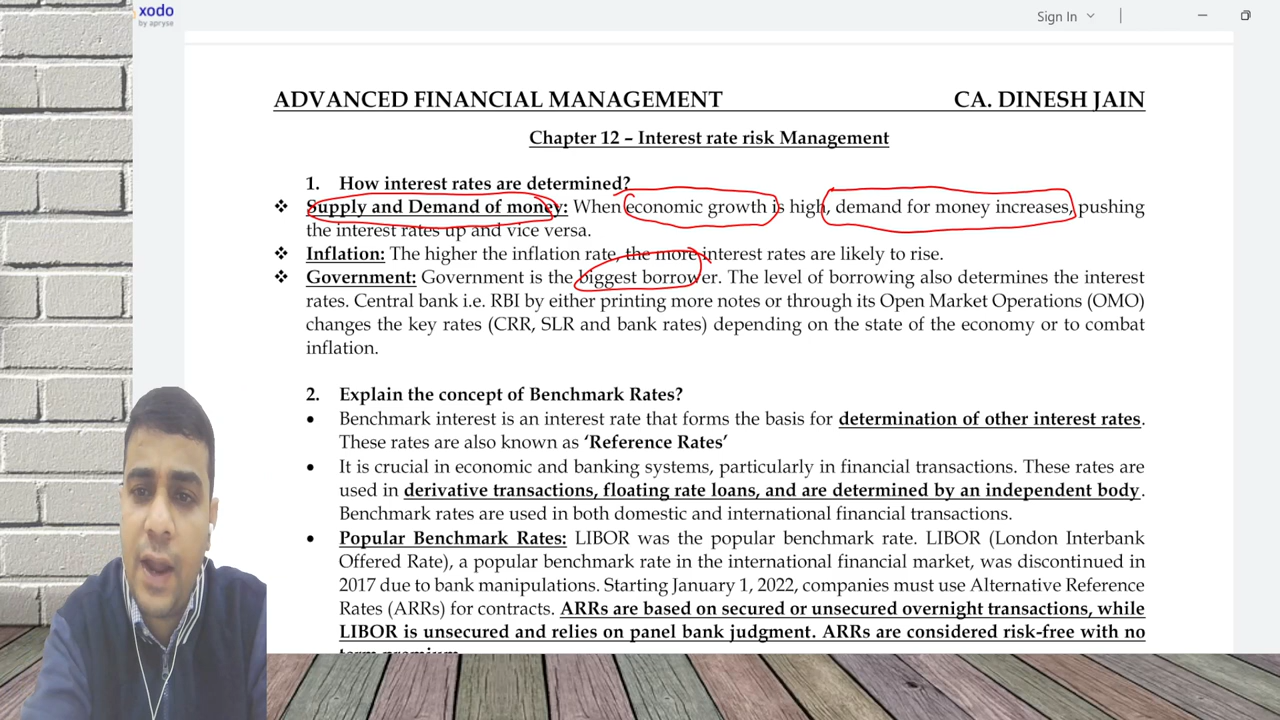 xodo
by apryse
Sign In
ADVANCED FINANCIAL MANAGEMENT CA. DINESH JAIN
Chapter 12 – Interest rate risk Management
1. How interest rates are determined?
❖ Supply and Demand of money: When economic growth is high, demand for money increases, pushing
the interest rates up and vice versa.
❖ Inflation: The higher the inflation rate, the more interest rates are likely to rise.
❖ Government: Government is the biggest borrower. The level of borrowing also determines the interest
rates. Central bank i.e. RBI by either printing more notes or through its Open Market Operations (OMO)
changes the key rates (CRR, SLR and bank rates) depending on the state of the economy or to combat
inflation.
2. Explain the concept of Benchmark Rates?
• Benchmark interest is an interest rate that forms the basis for determination of other interest rates.
These rates are also known as ‘Reference Rates’
• It is crucial in economic and banking systems, particularly in financial transactions. These rates are
used in derivative transactions, floating rate loans, and are determined by an independent body.
Benchmark rates are used in both domestic and international financial transactions.
• Popular Benchmark Rates: LIBOR was the popular benchmark rate. LIBOR (London Interbank
Offered Rate), a popular benchmark rate in the international financial market, was discontinued in
2017 due to bank manipulations. Starting January 1, 2022, companies must use Alternative Reference
Rates (ARRs) for contracts. ARRs are based on secured or unsecured overnight transactions, while
LIBOR is unsecured and relies on panel bank judgment. ARRs are considered risk-free with no